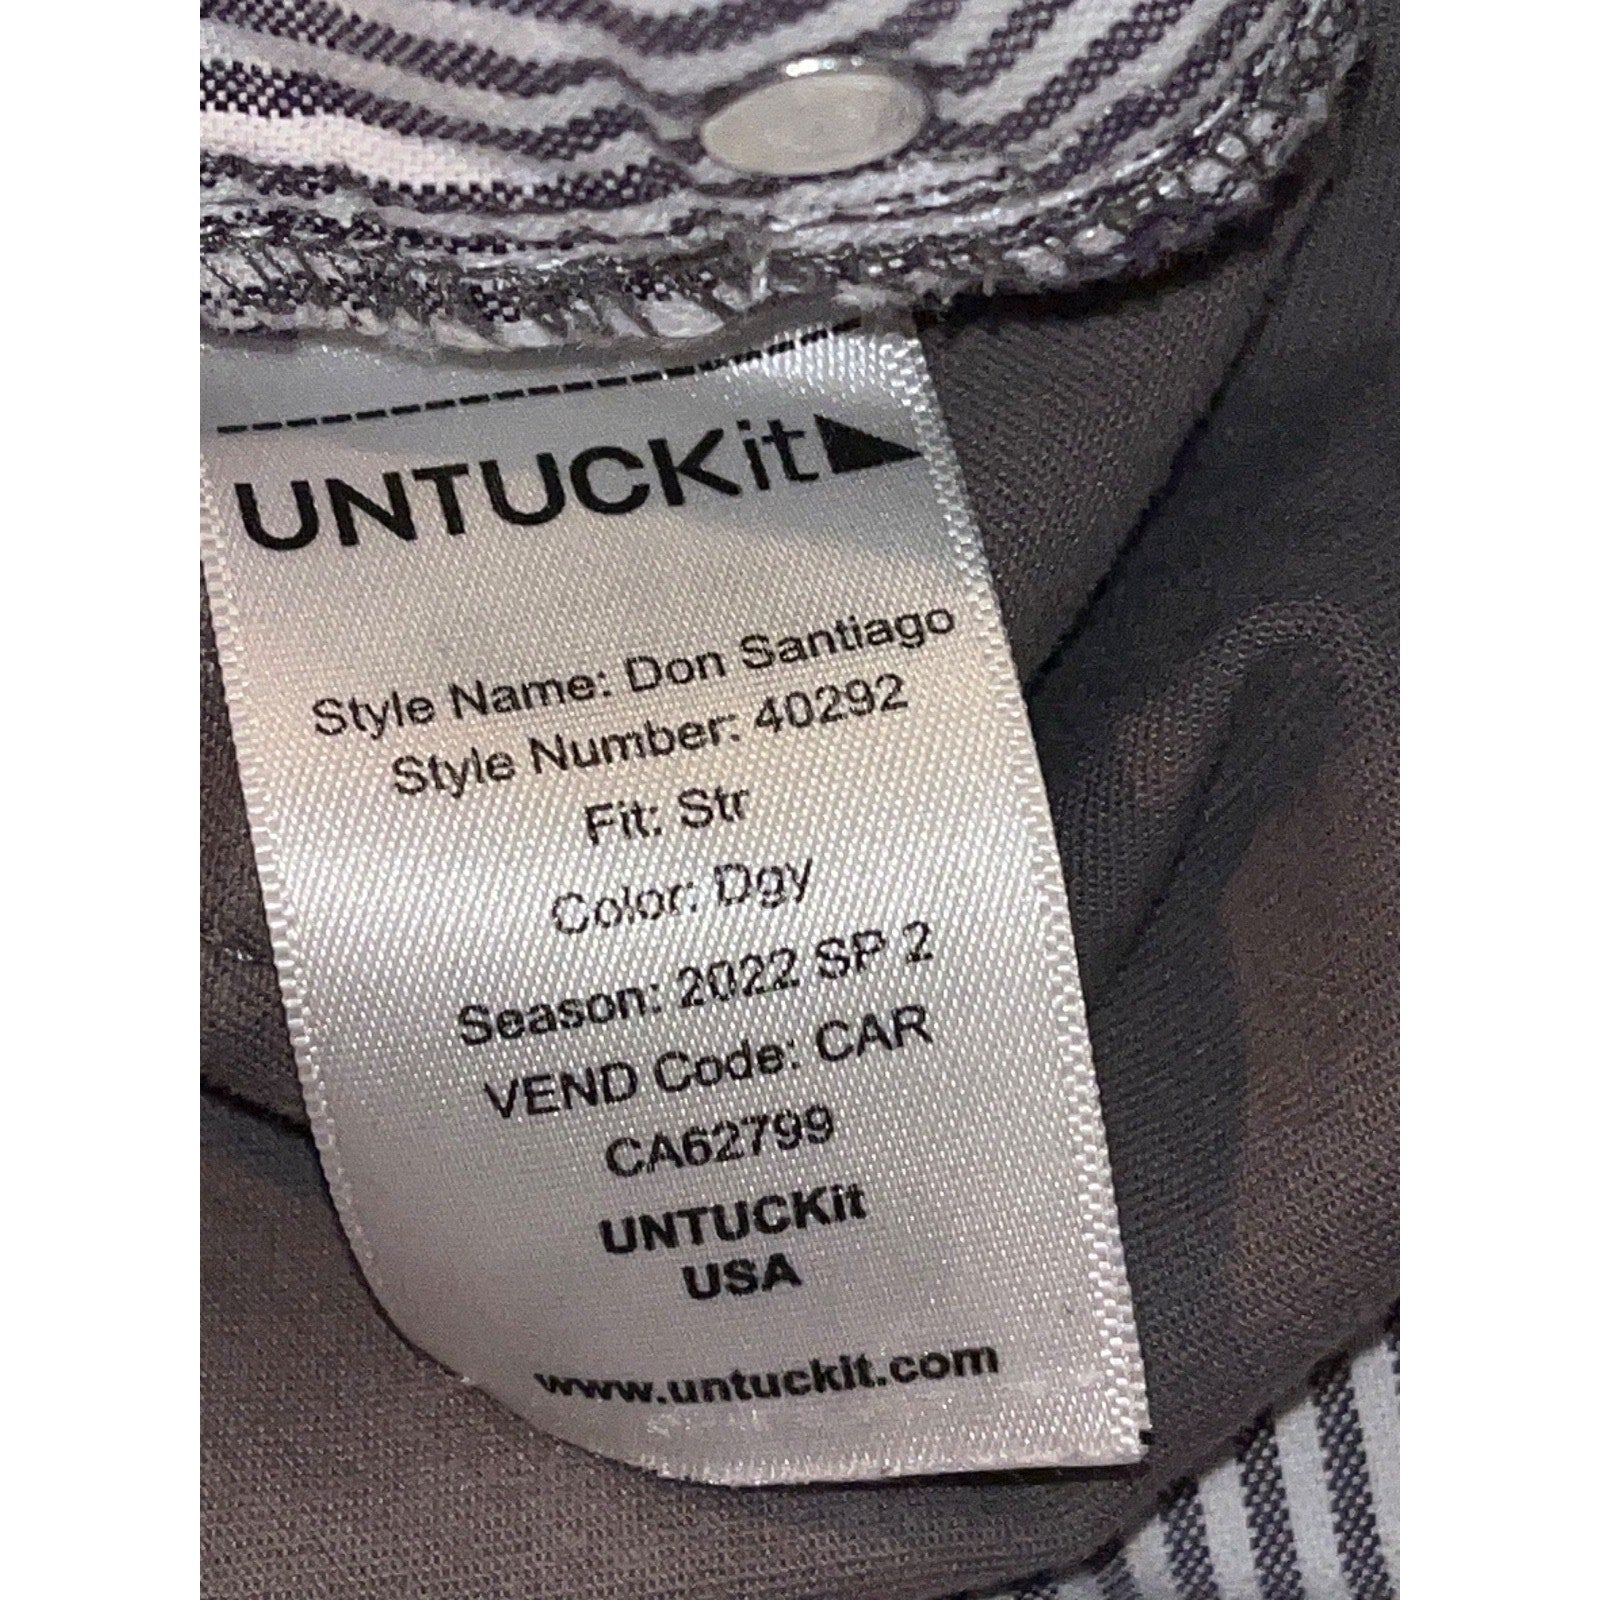 UNTUCKit
Style Name: Don Santiago
Style Number: 40292
Fit: Str
Color: Dgy
Season: 2022 SP 2
VEND Code: CAR
CA62799
UNTUCKit
USA
www.untuckit.com